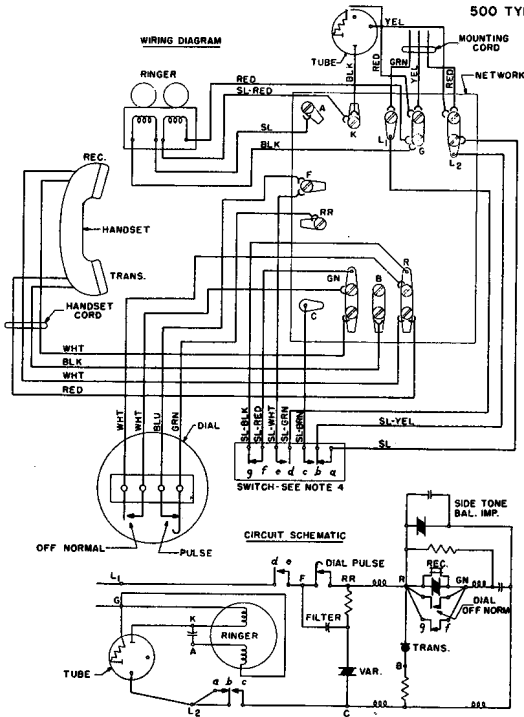 500 TY
WIRING DIAGRAM
YEL
MOUNTING
CORD
TUBE
BLK
RED
GRN
YEL
RED
NETWORK
RINGER
RED
SL-RED
SL
BLK
A
K
L1
G
L2
REC.
F
RR
HANDSET
TRANS.
GN
B
R
C
HANDSET
CORD
WHT
BLK
WHT
RED
WHT
WHT
BLU
GRN
SL-BLK
SL-RED
SL-WHT
SL-GRN
SL-BRN
SL-YEL
SL
DIAL
g f e d c b a
SWITCH-SEE NOTE 4
OFF NORMAL
PULSE
CIRCUIT SCHEMATIC
SIDE TONE
BAL. IMP.
L1
d e
F
DIAL PULSE
RR
R
REC.
GN
DIAL
OFF NORM
g f
G
K
A
RINGER
FILTER
TUBE
VAR.
TRANS.
B
a b c
L2
C